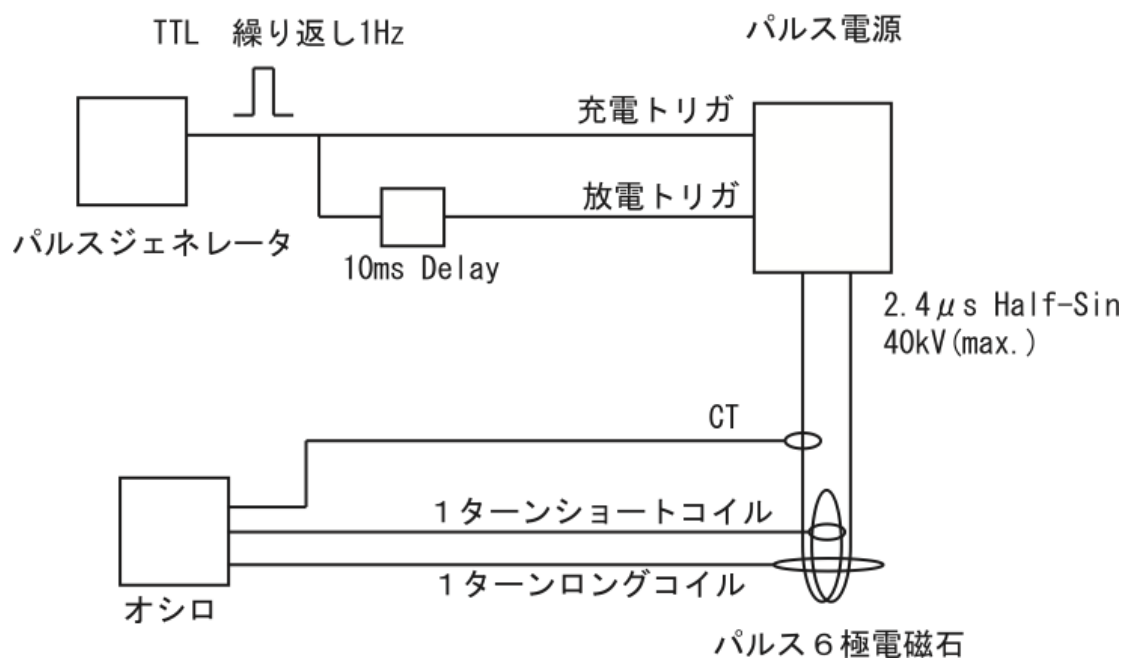 TTL 繰り返し1Hz
パルス電源
充電トリガ
放電トリガ
パルスジェネレータ
10ms Delay
2.4μs Half-Sin
40kV(max.)
CT
1ターンショートコイル
1ターンロングコイル
オシロ
パルス6極電磁石